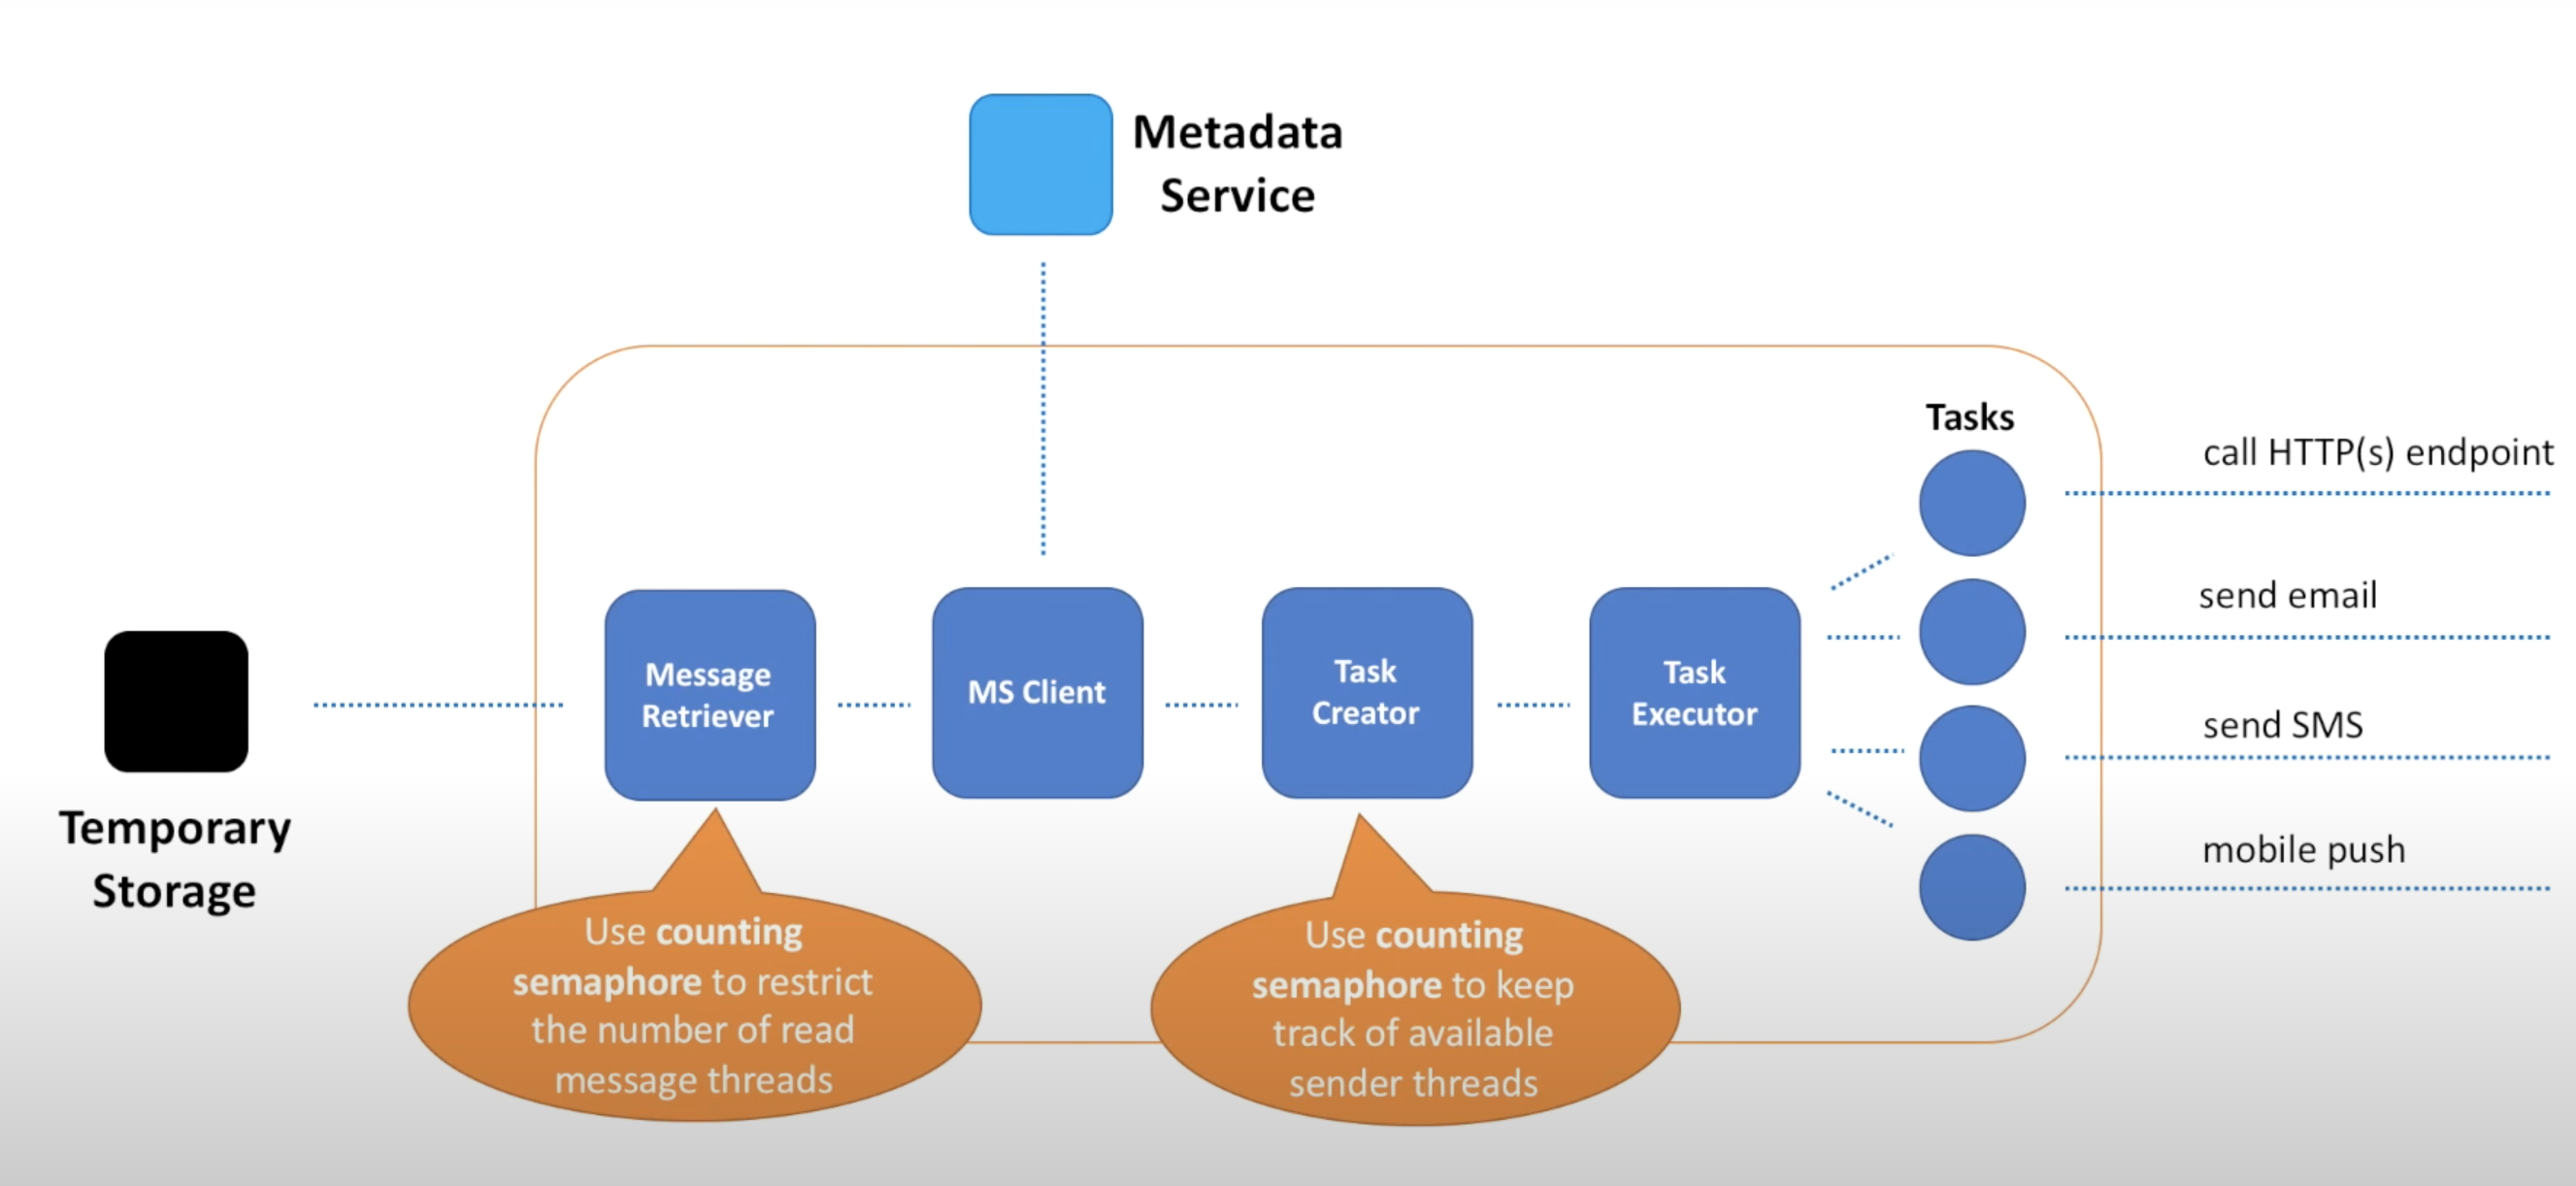 Metadata
Service
Tasks
call HTTP(s) endpoint
send email
send SMS
mobile push
Message
Retriever
MS Client
Task
Creator
Task
Executor
Temporary
Storage
Use counting
semaphore to restrict
the number of read
message threads
Use counting
semaphore to keep
track of available
sender threads